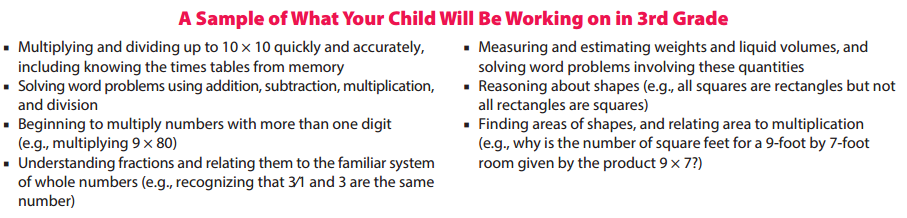 A Sample of What Your Child Will Be Working on in 3rd Grade
▪ Multiplying and dividing up to 10 × 10 quickly and accurately,
including knowing the times tables from memory
▪ Solving word problems using addition, subtraction, multiplication,
and division
▪ Beginning to multiply numbers with more than one digit
(e.g., multiplying 9 × 80)
▪ Understanding fractions and relating them to the familiar system
of whole numbers (e.g., recognizing that 3⁄1 and 3 are the same
number)
▪ Measuring and estimating weights and liquid volumes, and
solving word problems involving these quantities
▪ Reasoning about shapes (e.g., all squares are rectangles but not
all rectangles are squares)
▪ Finding areas of shapes, and relating area to multiplication
(e.g., why is the number of square feet for a 9-foot by 7-foot
room given by the product 9 × 7?)